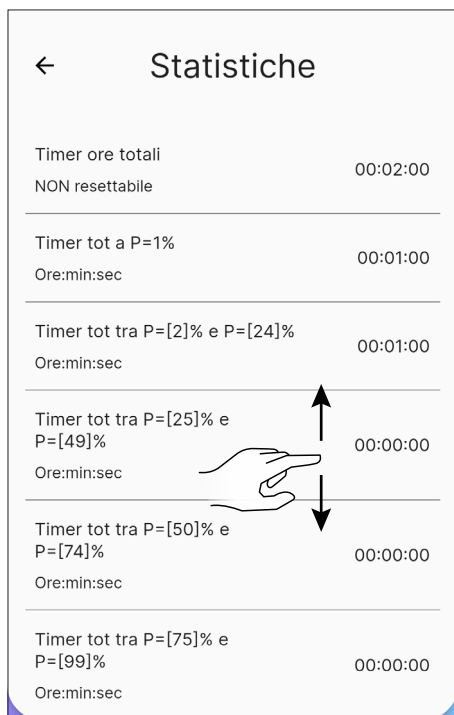 Statistiche
Timer ore totali
NON resettabile
00:02:00
Timer tot a P=1%
Ore:min:sec
00:01:00
Timer tot tra P=[2]% e P=[24]%
Ore:min:sec
00:01:00
Timer tot tra P=[25]% e
P=[49]%
Ore:min:sec
00:00:00
Timer tot tra P=[50]% e
P=[74]%
Ore:min:sec
00:00:00
Timer tot tra P=[75]% e
P=[99]%
Ore:min:sec
00:00:00